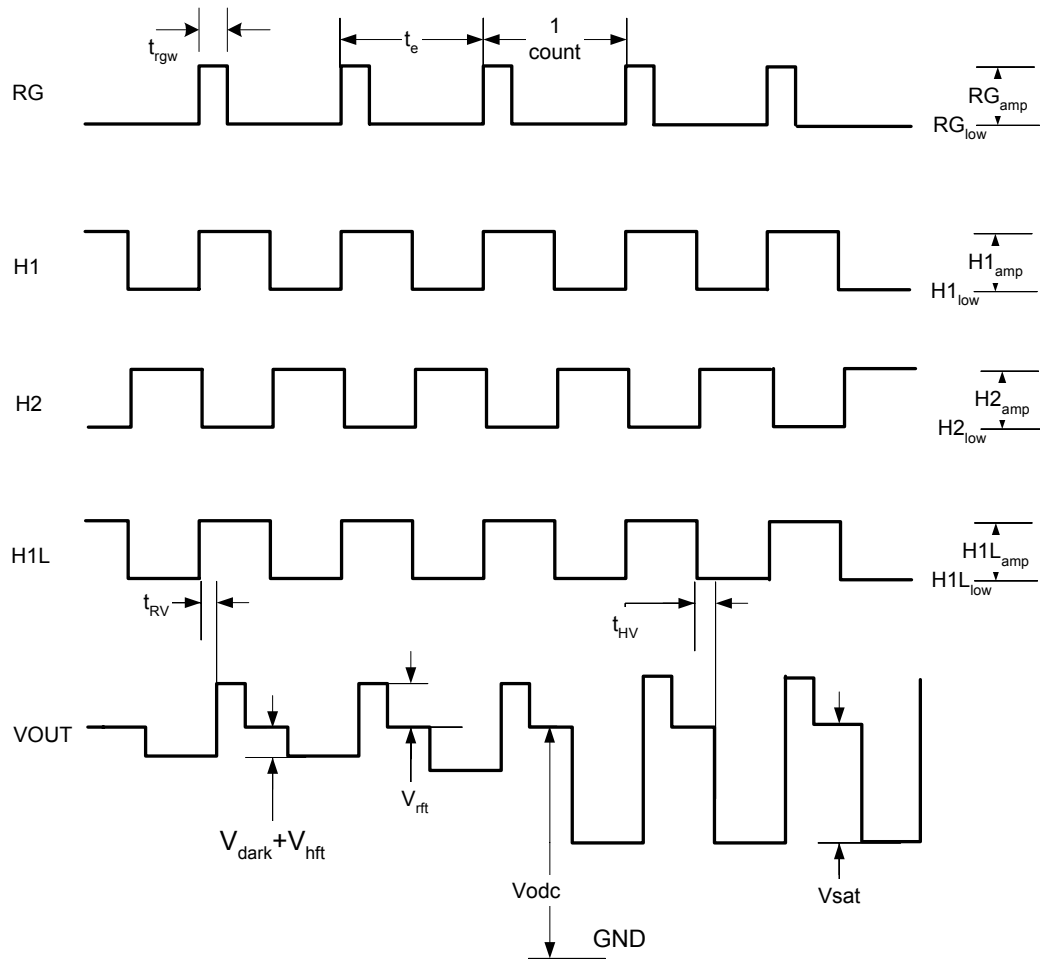 t_rgw
t_e
1
count
RG
RG_amp
RG_low
H1
H1_amp
H1_low
H2
H2_amp
H2_low
H1L
H1L_amp
H1L_low
t_RV
t_HV
VOUT
V_rft
V_dark+V_hft
Vodc
Vsat
GND